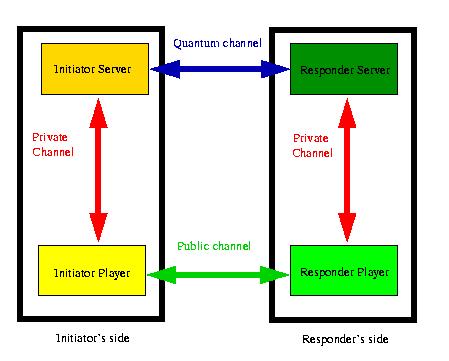 Quantum channel
Initiator Server
Responder Server
Private
Channel
Private
Channel
Public channel
Initiator Player
Responder Player
Initiator's side
Responder's side